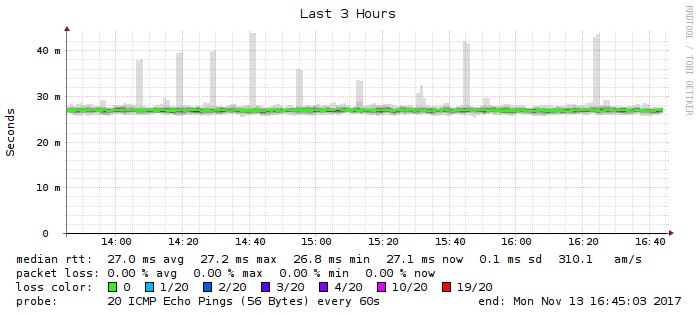 Last 3 Hours
RRDTOOL / TOBI OETIKER
Seconds
40 m
30 m
20 m
10 m
0
14:00 14:20 14:40 15:00 15:20 15:40 16:00 16:20 16:40
median rtt: 27.0 ms avg 27.2 ms max 26.8 ms min 27.1 ms now 0.1 ms sd 310.1 am/s
packet loss: 0.00 % avg 0.00 % max 0.00 % min 0.00 % now
loss color: 0 1/20 2/20 3/20 4/20 10/20 19/20
probe: 20 ICMP Echo Pings (56 Bytes) every 60s end: Mon Nov 13 16:45:03 2017